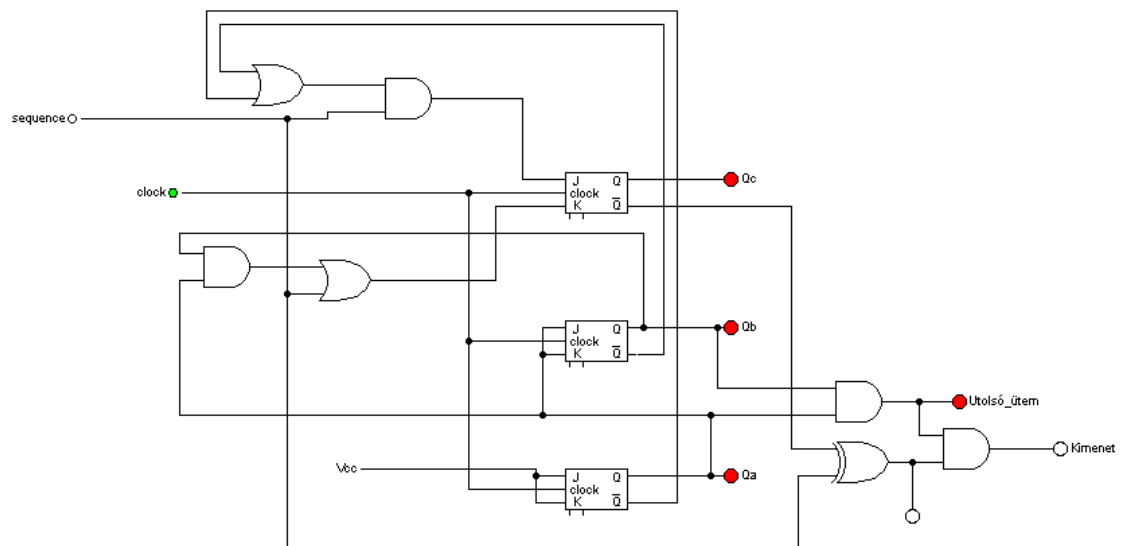 sequence
clock
J Q
clock
K Q̅
Qc
J Q
clock
K Q̅
Qb
Utolsó_ütem
Kimenet
Vcc
J Q
clock
K Q̅
Qa